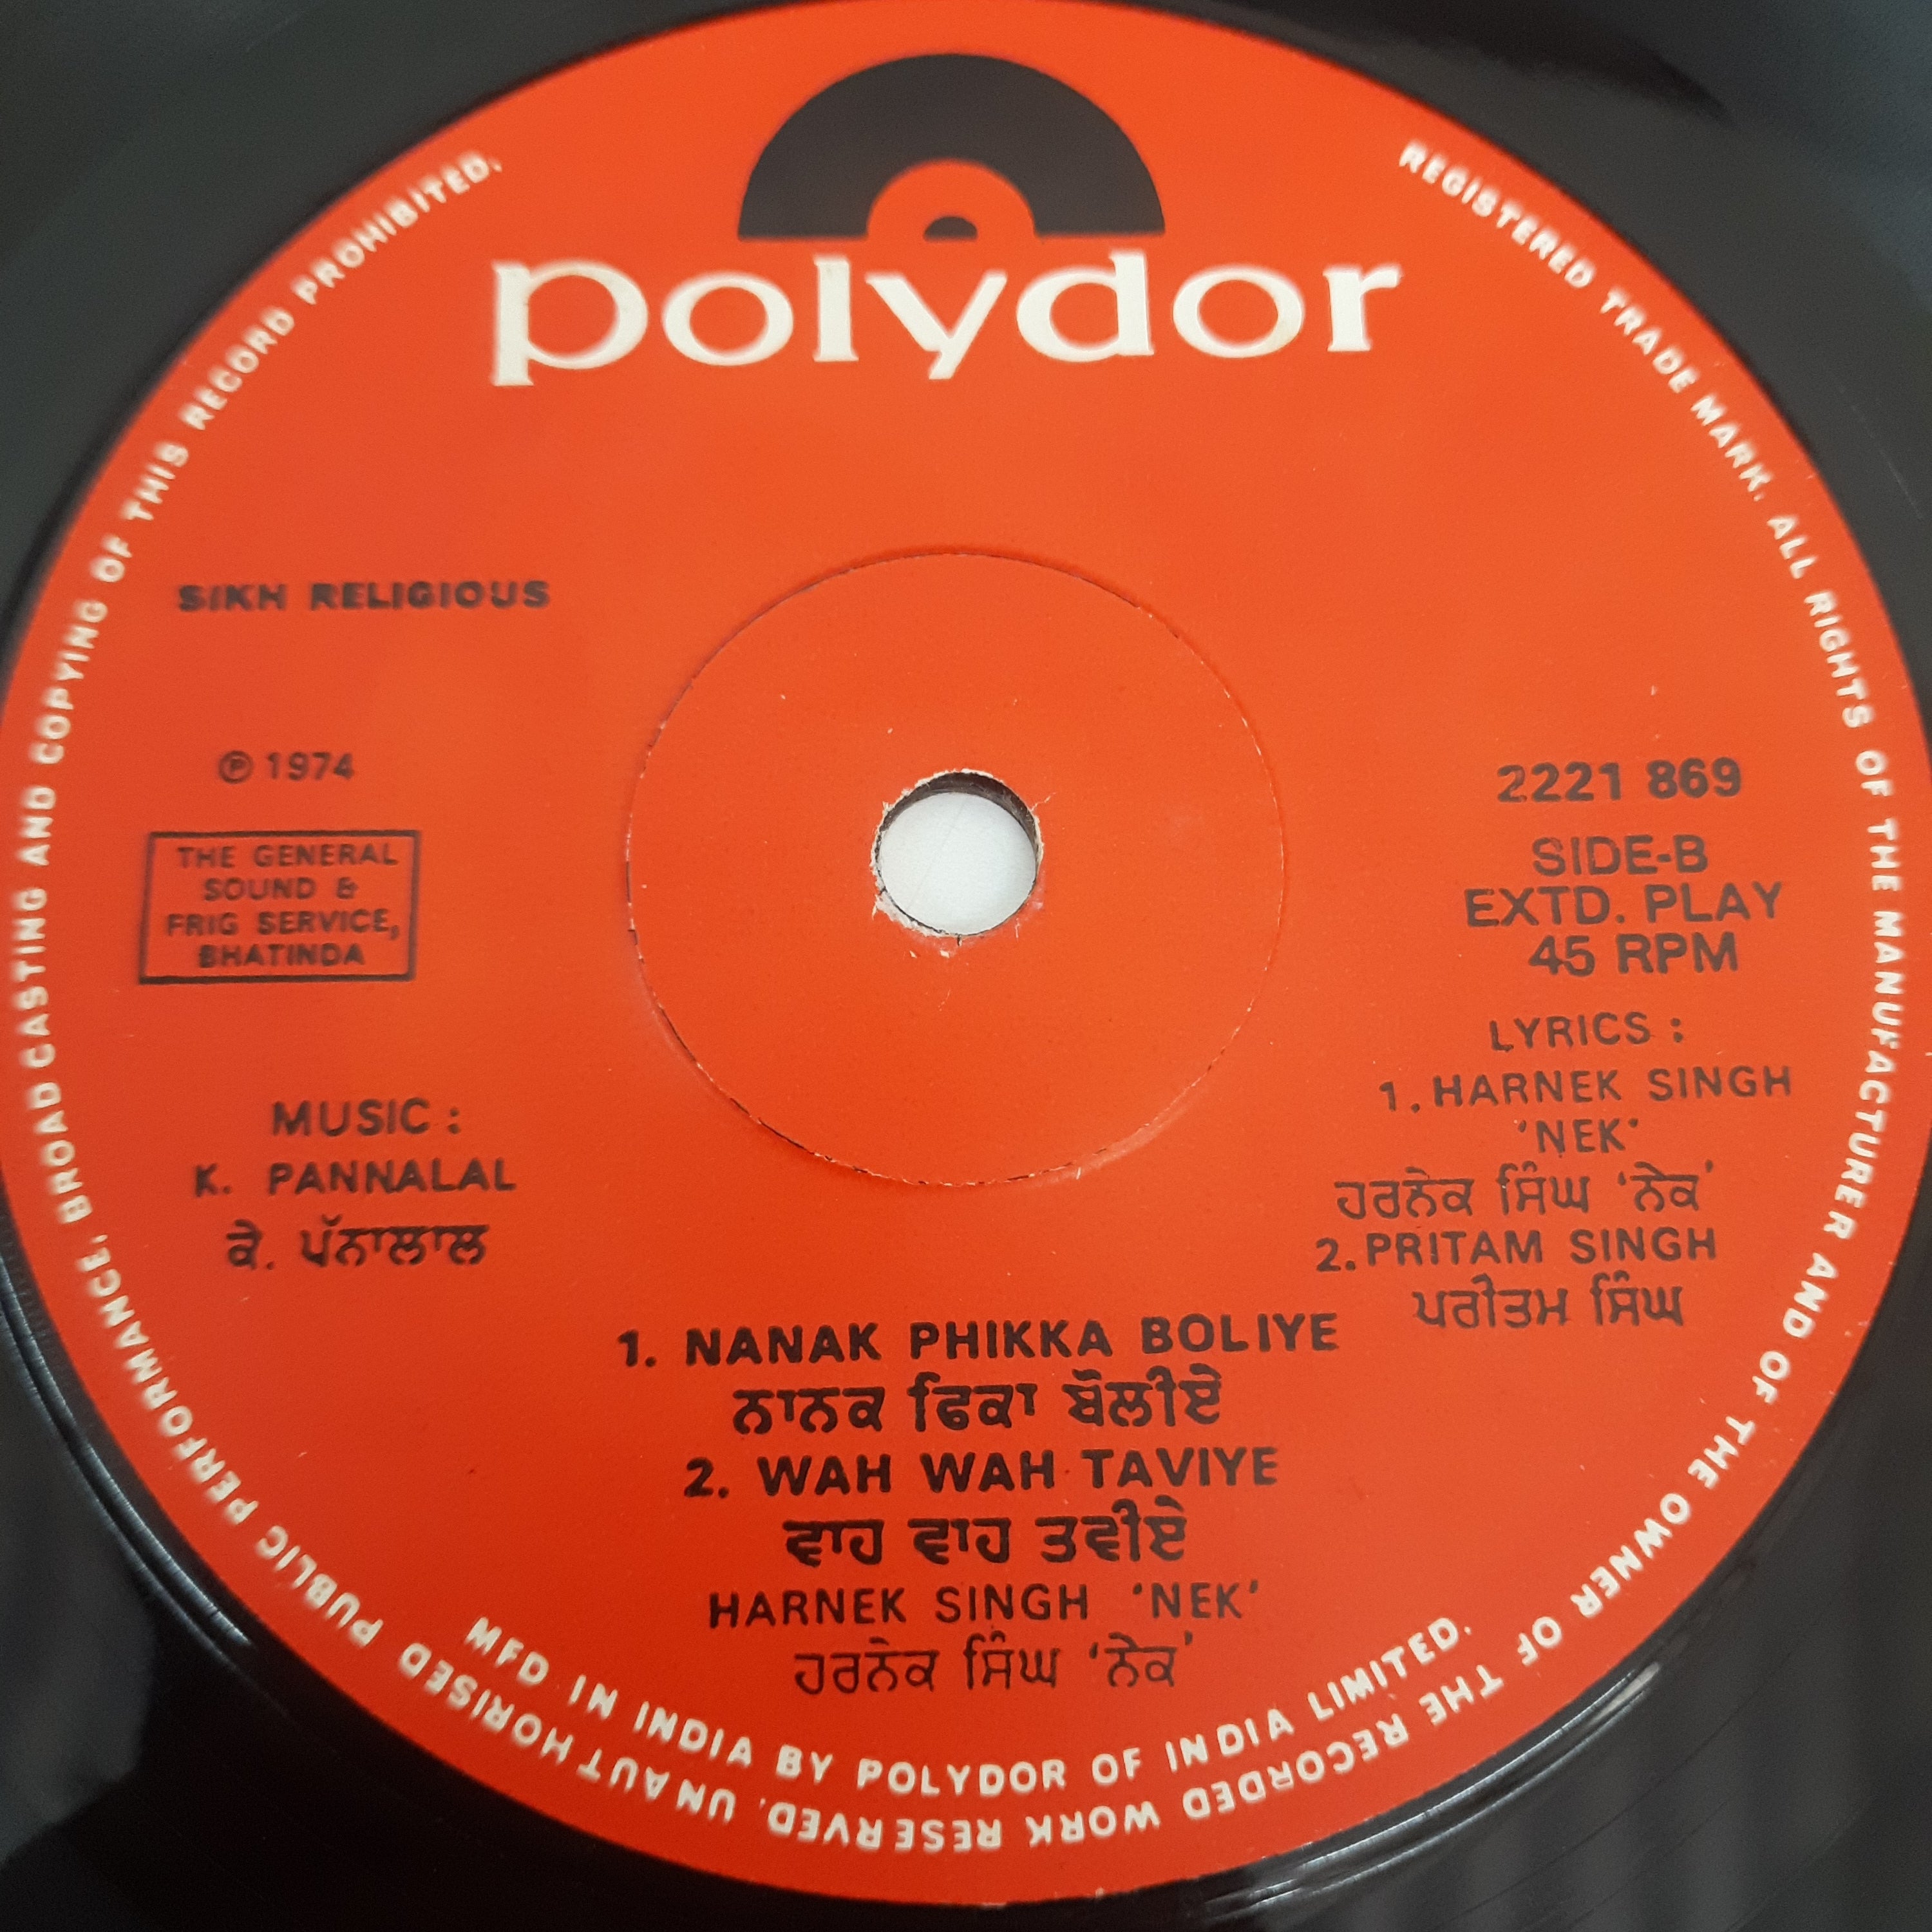 polydor
REGISTERED TRADE MARK. ALL RIGHTS OF THE MANUFACTURER AND OF THE OWNER OF THE RECORDED WORK RESERVED. UNAUTHORISED PUBLIC PERFORMANCE, BROADCASTING AND COPYING OF THIS RECORD PROHIBITED.
SIKH RELIGIOUS
℗ 1974
THE GENERAL
SOUND &
FRIG SERVICE,
BHATINDA
MUSIC :
K. PANNALAL
ਕੇ. ਪੱਨਾਲਾਲ
2221 869
SIDE-B
EXTD. PLAY
45 RPM
LYRICS :
1. HARNEK SINGH
'NEK'
ਹਰਨੇਕ ਸਿੰਘ 'ਨੇਕ'
2. PRITAM SINGH
ਪਰੀਤਮ ਸਿੰਘ
1. NANAK PHIKKA BOLIYE
ਨਾਨਕ ਫਿਕਾ ਬੌਲੀਏ
2. WAH WAH TAVIYE
ਵਾਹ ਵਾਹ ਤਵੀਏ
HARNEK SINGH 'NEK'
ਹਰਨੇਕ ਸਿੰਘ 'ਨੇਕ'
MFD IN INDIA BY POLYDOR OF INDIA LIMITED.